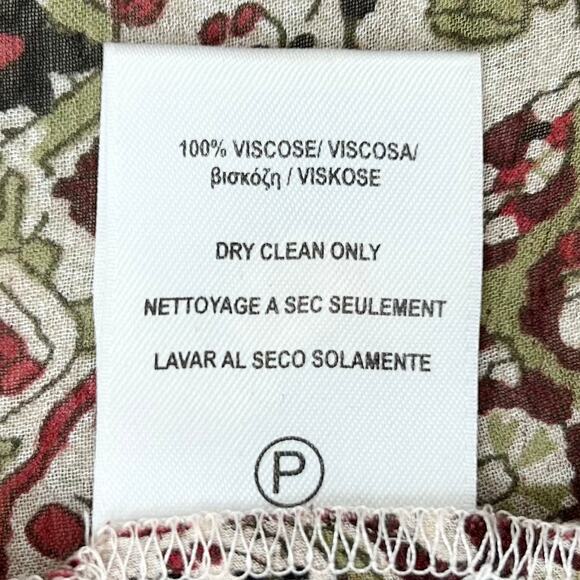 100% VISCOSE/ VISCOSA/
βισκόζη / VISKOSE
DRY CLEAN ONLY
NETTOYAGE A SEC SEULEMENT
LAVAR AL SECO SOLAMENTE
P